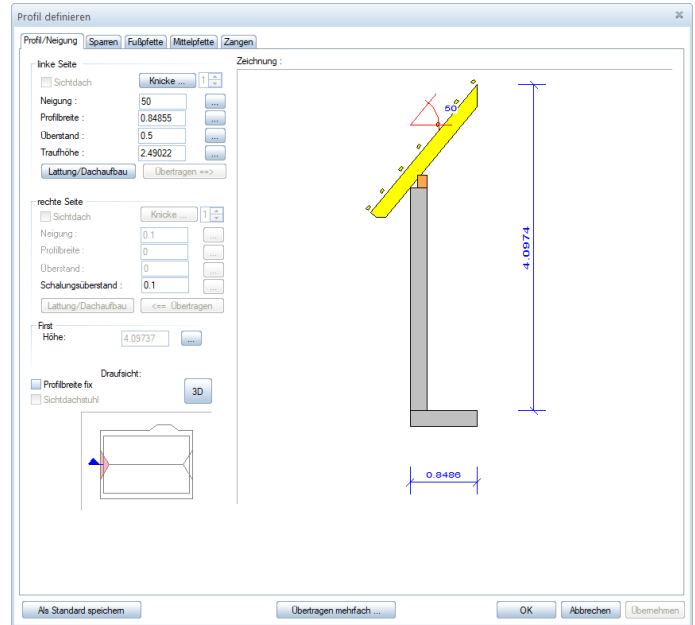 Profil definieren
Profil/Neigung Sparren Fußpfette Mittelpfette Zangen
linke Seite
Sichtdach Knicke ... 1
Neigung : 50 ...
Profilbreite : 0.84855 ...
Überstand : 0.5 ...
Traufhöhe : 2.49022 ...
Lattung/Dachaufbau Übertragen ==>
rechte Seite
Sichtdach Knicke ... 1
Neigung : 0.1 ...
Profilbreite : 0 ...
Überstand : 0 ...
Schalungsüberstand : 0.1
Lattung/Dachaufbau <== Übertragen
First
Höhe: 4.09737 ...
Draufsicht:
Profilbreite fix
Sichtdachstuhl
3D
Zeichnung :
50
4.0974
0.8486
Als Standard speichern Übertragen mehrfach ... OK Abbrechen Übernehmen